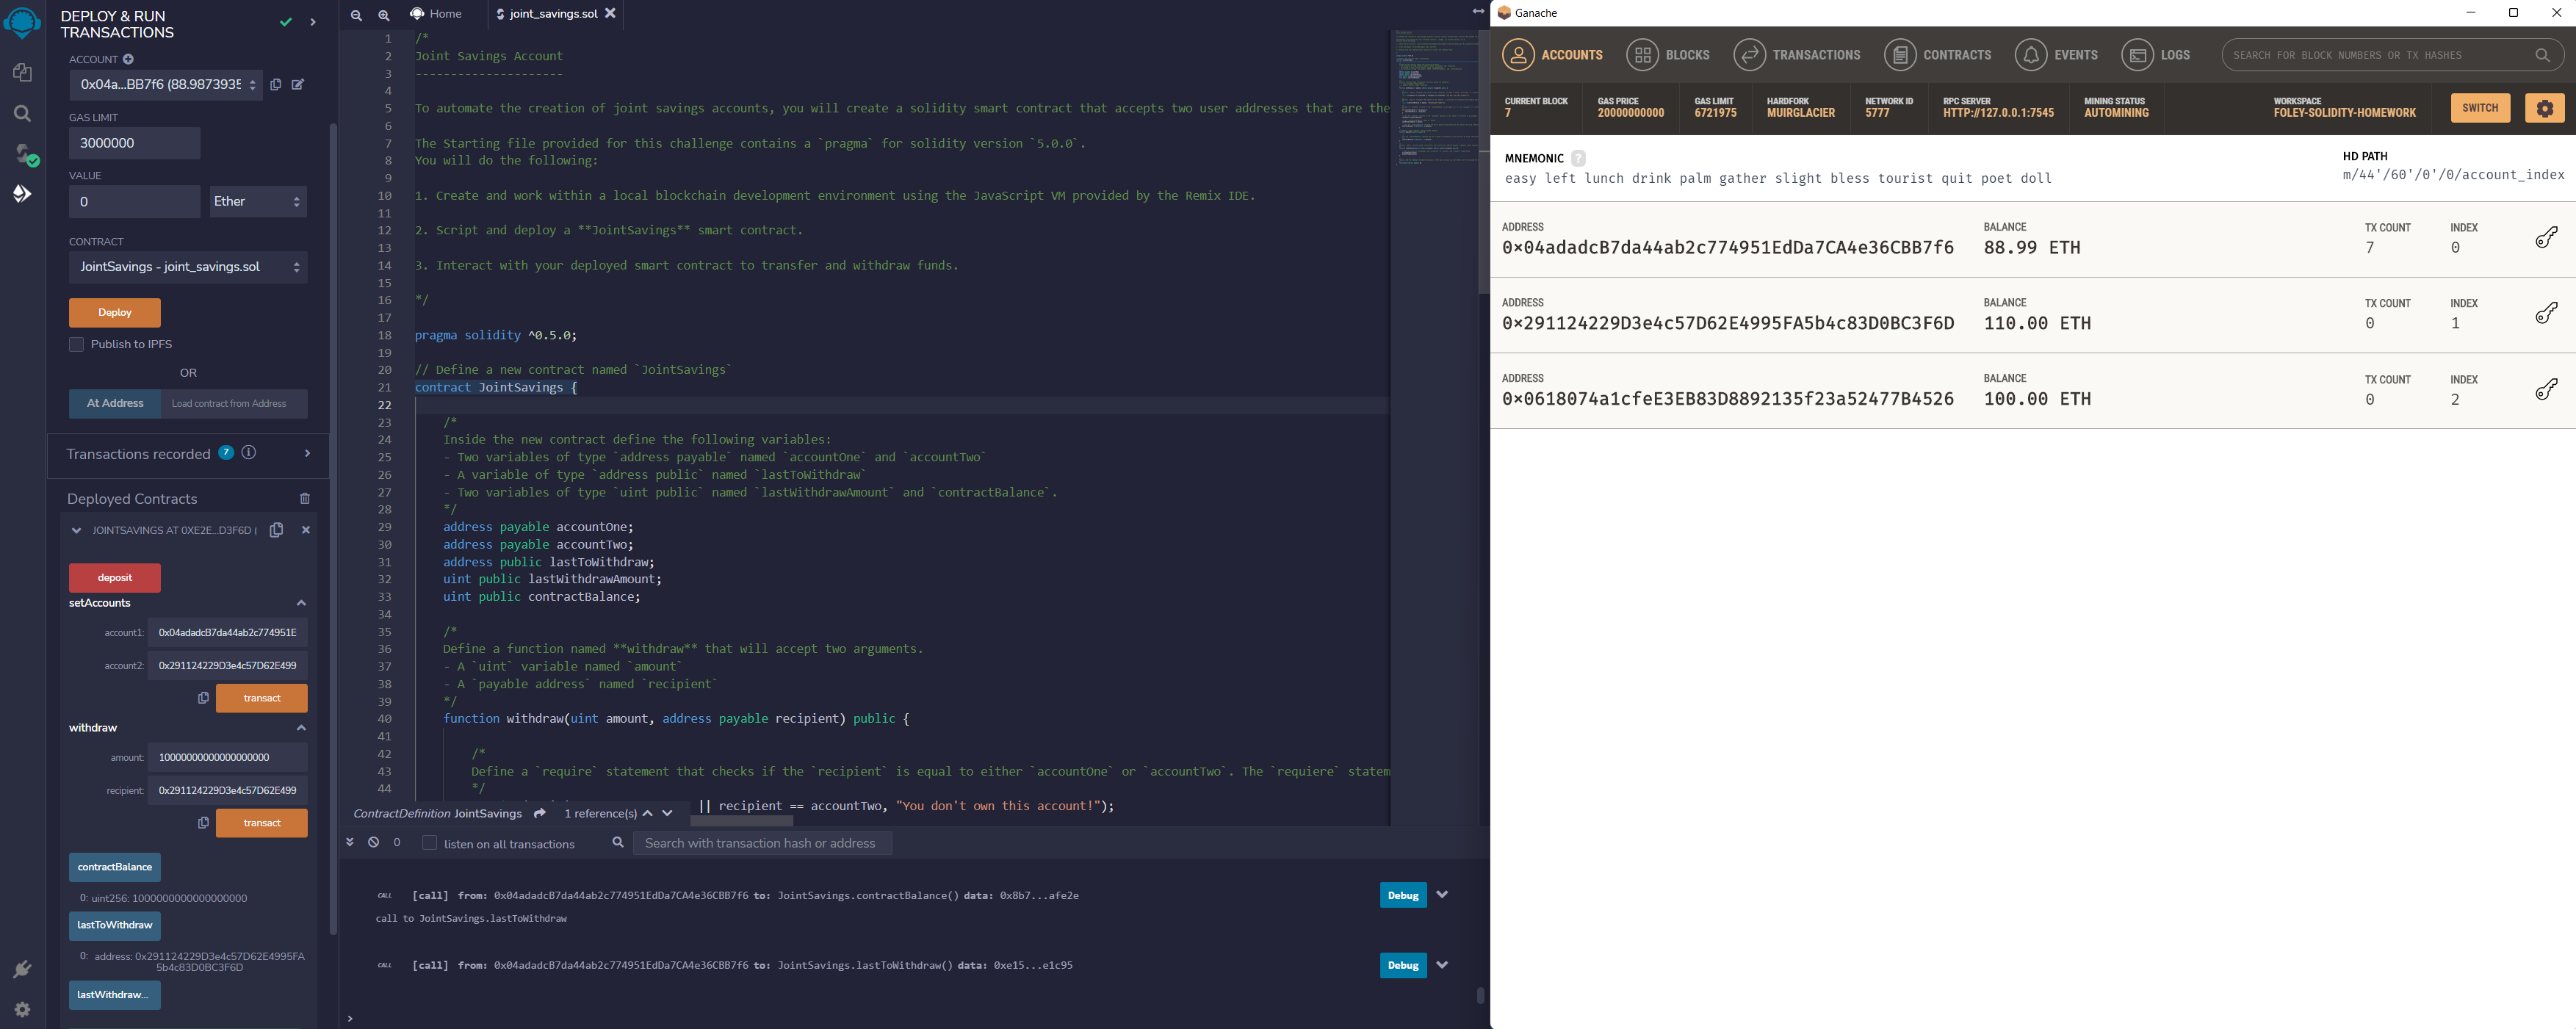 DEPLOY & RUN
TRANSACTIONS
ACCOUNT
0x04a...BB7f6 (88.9873935
GAS LIMIT
3000000
VALUE
0
Ether
CONTRACT
JointSavings - joint_savings.sol
Deploy
Publish to IPFS
OR
At Address
Load contract from Address
Transactions recorded 7
Deployed Contracts
JOINTSAVINGS AT 0XE2E...D3F6D (
deposit
setAccounts
account1: 0x04adadcB7da44ab2c774951E
account2: 0x291124229D3e4c57D62E499
transact
withdraw
amount: 10000000000000000000
recipient: 0x291124229D3e4c57D62E499
transact
contractBalance
0: uint256: 1000000000000000000
lastToWithdraw
0: address: 0x291124229D3e4c57D62E4995FA
5b4c83D0BC3F6D
lastWithdraw...
Home
joint_savings.sol
1 /*
2 Joint Savings Account
3 ---------------------
4
5 To automate the creation of joint savings accounts, you will create a solidity smart contract that accepts two user addresses that are the
6
7 The Starting file provided for this challenge contains a `pragma` for solidity version `5.0.0`.
8 You will do the following:
9
10 1. Create and work within a local blockchain development environment using the JavaScript VM provided by the Remix IDE.
11
12 2. Script and deploy a **JointSavings** smart contract.
13
14 3. Interact with your deployed smart contract to transfer and withdraw funds.
15
16 */
17
18 pragma solidity ^0.5.0;
19
20 // Define a new contract named `JointSavings`
21 contract JointSavings {
22
23 /*
24 Inside the new contract define the following variables:
25 - Two variables of type `address payable` named `accountOne` and `accountTwo`
26 - A variable of type `address public` named `lastToWithdraw`
27 - Two variables of type `uint public` named `lastWithdrawAmount` and `contractBalance`.
28 */
29 address payable accountOne;
30 address payable accountTwo;
31 address public lastToWithdraw;
32 uint public lastWithdrawAmount;
33 uint public contractBalance;
34
35 /*
36 Define a function named **withdraw** that will accept two arguments.
37 - A `uint` variable named `amount`
38 - A `payable address` named `recipient`
39 */
40 function withdraw(uint amount, address payable recipient) public {
41
42 /*
43 Define a `require` statement that checks if the `recipient` is equal to either `accountOne` or `accountTwo`. The `requiere` statem
44 */
|| recipient == accountTwo, "You don't own this account!");
ContractDefinition JointSavings 1 reference(s)
0 listen on all transactions
Search with transaction hash or address
CALL [call] from: 0x04adadcB7da44ab2c774951EdDa7CA4e36CBB7f6 to: JointSavings.contractBalance() data: 0x8b7...afe2e
Debug
call to JointSavings.lastToWithdraw
CALL [call] from: 0x04adadcB7da44ab2c774951EdDa7CA4e36CBB7f6 to: JointSavings.lastToWithdraw() data: 0xe15...e1c95
Debug
>
Ganache
ACCOUNTS
BLOCKS
TRANSACTIONS
CONTRACTS
EVENTS
LOGS
SEARCH FOR BLOCK NUMBERS OR TX HASHES
CURRENT BLOCK
7
GAS PRICE
20000000000
GAS LIMIT
6721975
HARDFORK
MUIRGLACIER
NETWORK ID
5777
RPC SERVER
HTTP://127.0.0.1:7545
MINING STATUS
AUTOMINING
WORKSPACE
FOLEY-SOLIDITY-HOMEWORK
SWITCH
MNEMONIC ?
easy left lunch drink palm gather slight bless tourist quit poet doll
HD PATH
m/44'/60'/0'/0/account_index
ADDRESS
0×04adadcB7da44ab2c774951EdDa7CA4e36CBB7f6
BALANCE
88.99 ETH
TX COUNT
7
INDEX
0
ADDRESS
0×291124229D3e4c57D62E4995FA5b4c83D0BC3F6D
BALANCE
110.00 ETH
TX COUNT
0
INDEX
1
ADDRESS
0×0618074a1cfeE3EB83D8892135f23a52477B4526
BALANCE
100.00 ETH
TX COUNT
0
INDEX
2